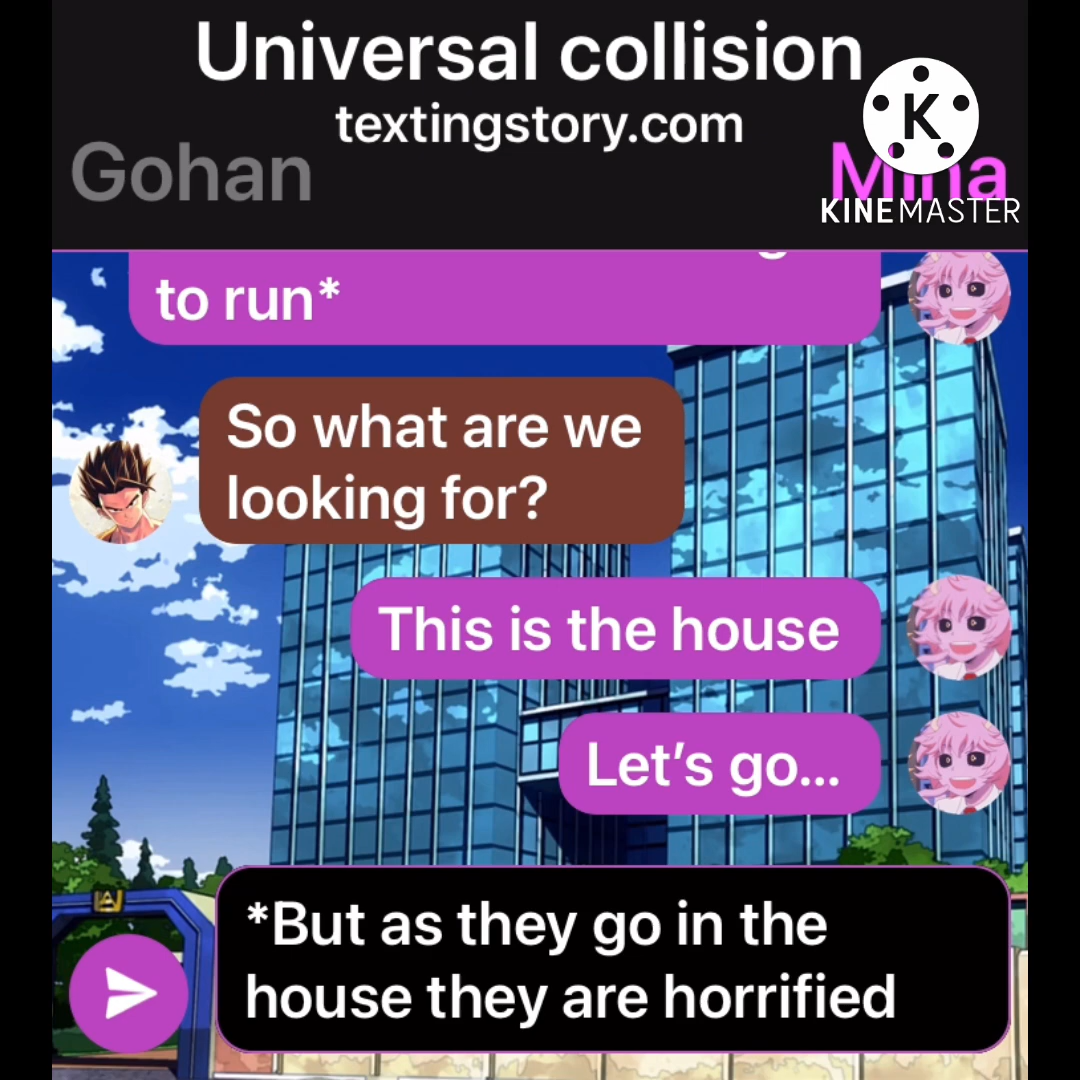 Universal collision
textingstory.com
Gohan
Mina
K
KINEMASTER
to run*
So what are we
looking for?
This is the house
Let's go...
*But as they go in the
house they are horrified